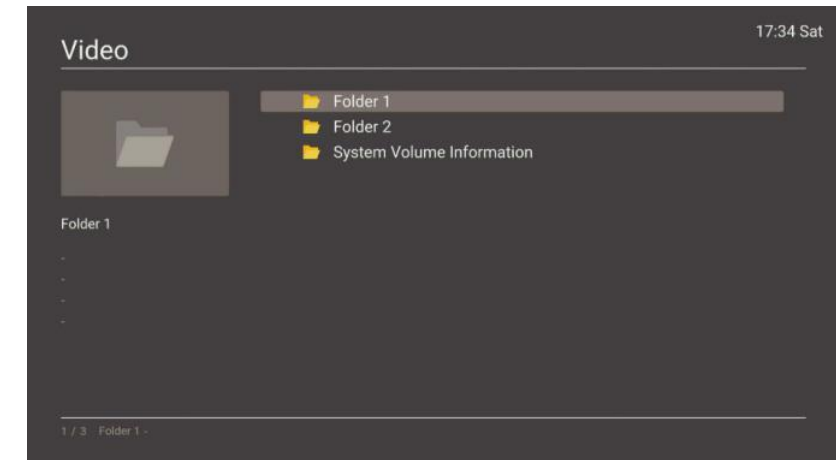 17:34 Sat
Video
Folder 1
Folder 2
System Volume Information
Folder 1
-
-
-
-
1 / 3 Folder 1 -